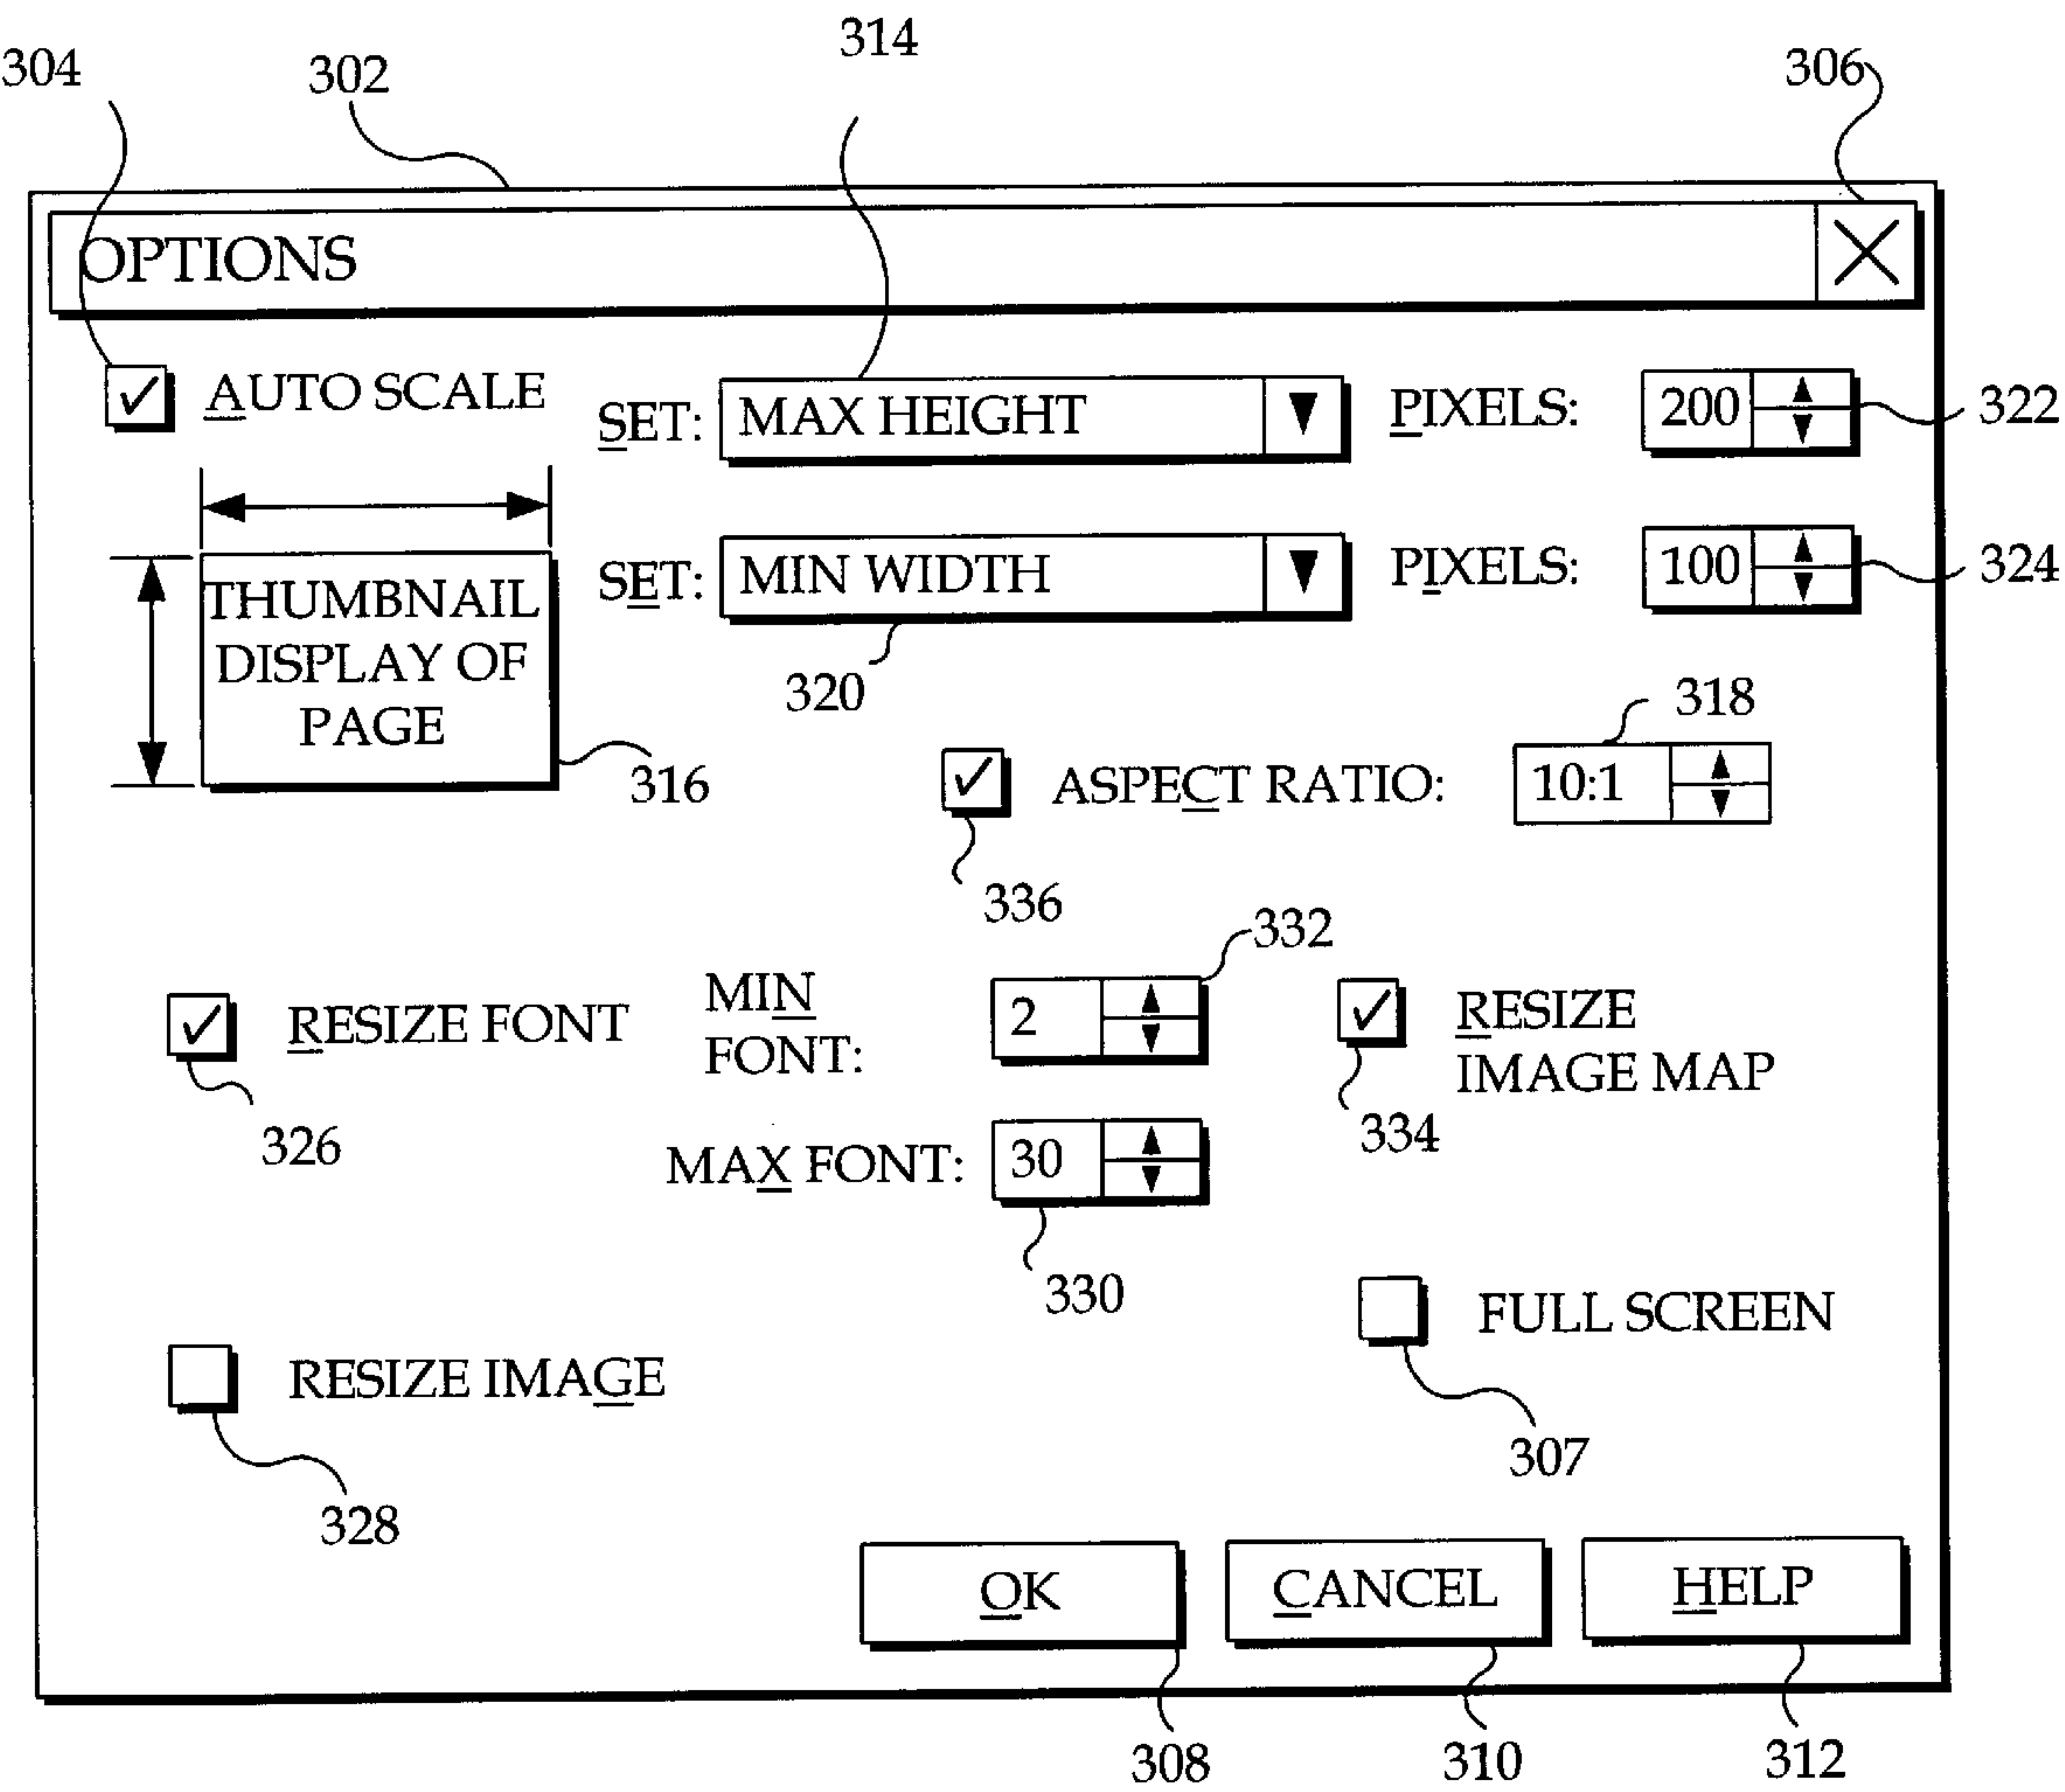 304
302
314
306
OPTIONS
AUTO SCALE
SET: MAX HEIGHT
PIXELS: 200
322
SET: MIN WIDTH
PIXELS: 100
324
THUMBNAIL
DISPLAY OF
PAGE
316
320
318
ASPECT RATIO: 10:1
336
332
RESIZE FONT
326
MIN
FONT:
2
RESIZE
IMAGE MAP
334
MAX FONT: 30
330
FULL SCREEN
307
RESIZE IMAGE
328
OK
CANCEL
HELP
308
310
312